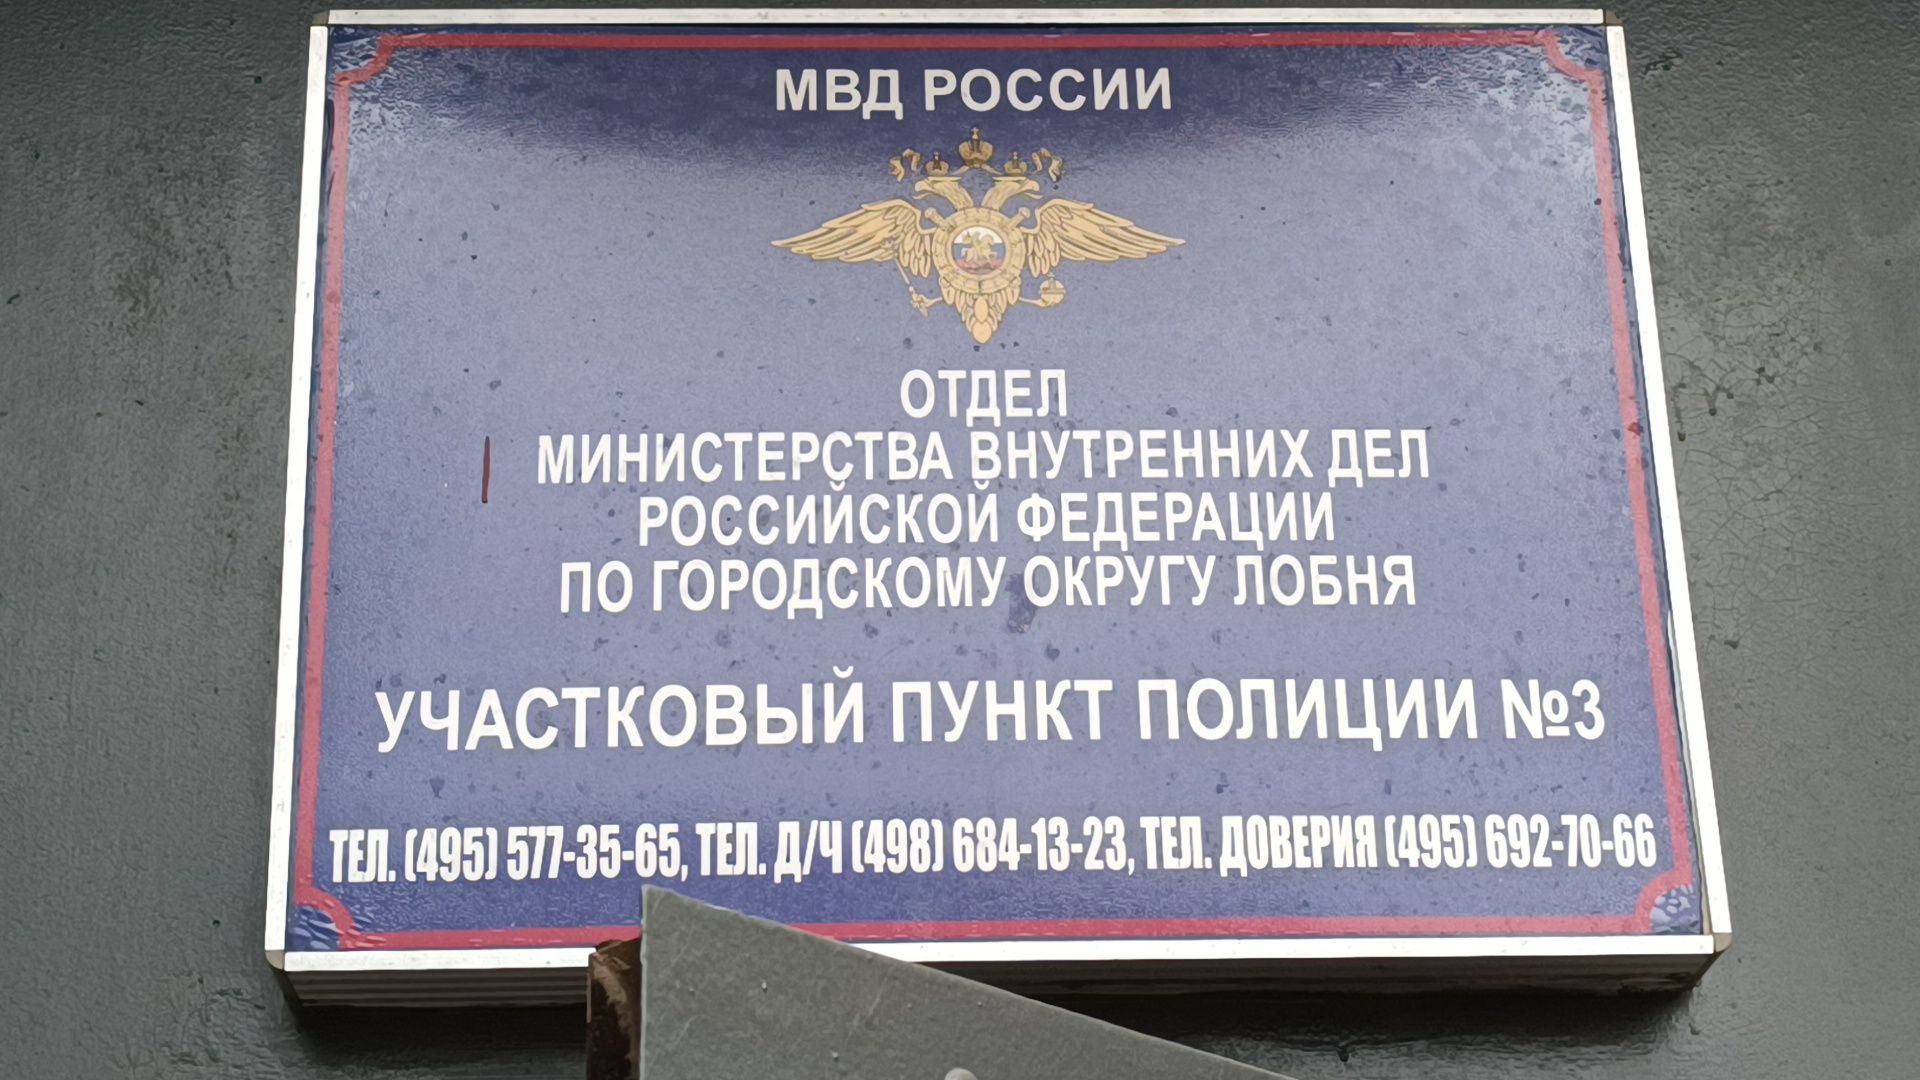 МВД РОССИИ
ОТДЕЛ
МИНИСТЕРСТВА ВНУТРЕННИХ ДЕЛ
РОССИЙСКОЙ ФЕДЕРАЦИИ
ПО ГОРОДСКОМУ ОКРУГУ ЛОБНЯ
УЧАСТКОВЫЙ ПУНКТ ПОЛИЦИИ №3
ТЕЛ. (495) 577-35-65, ТЕЛ. Д/Ч (498) 684-13-23, ТЕЛ. ДОВЕРИЯ (495) 692-70-66